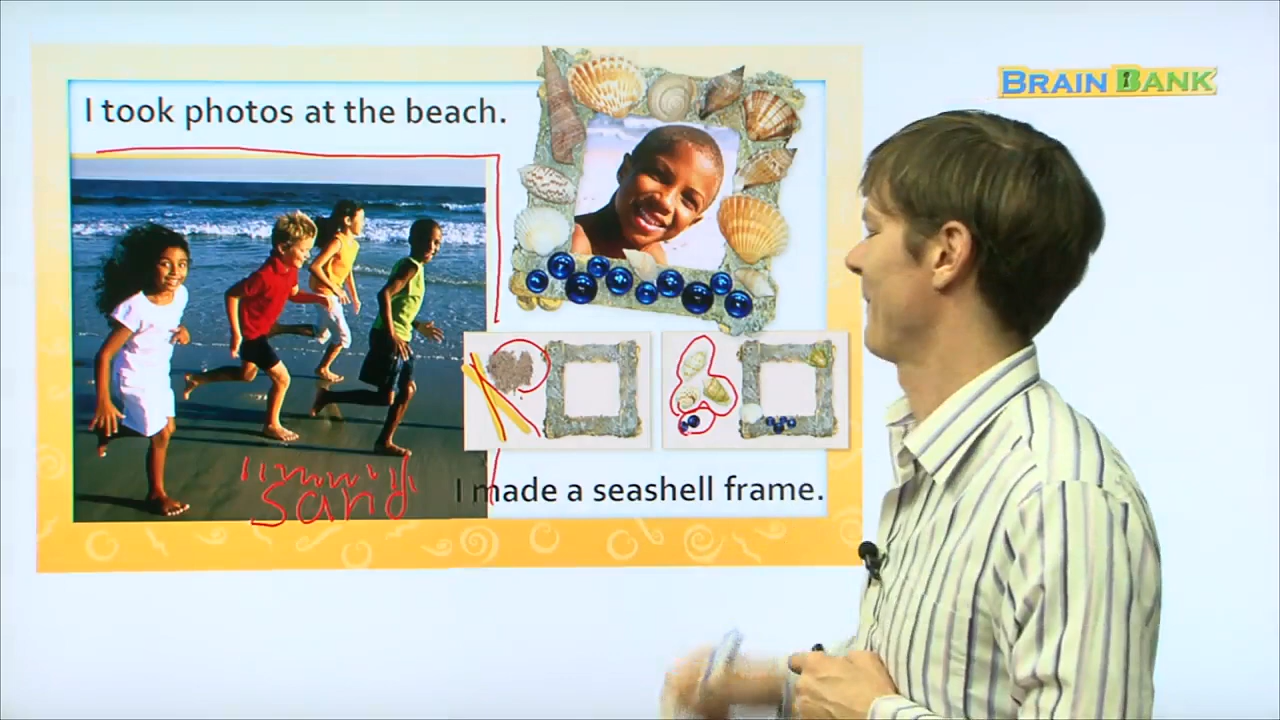 BRAIN BANK
I took photos at the beach.
sand
I made a seashell frame.